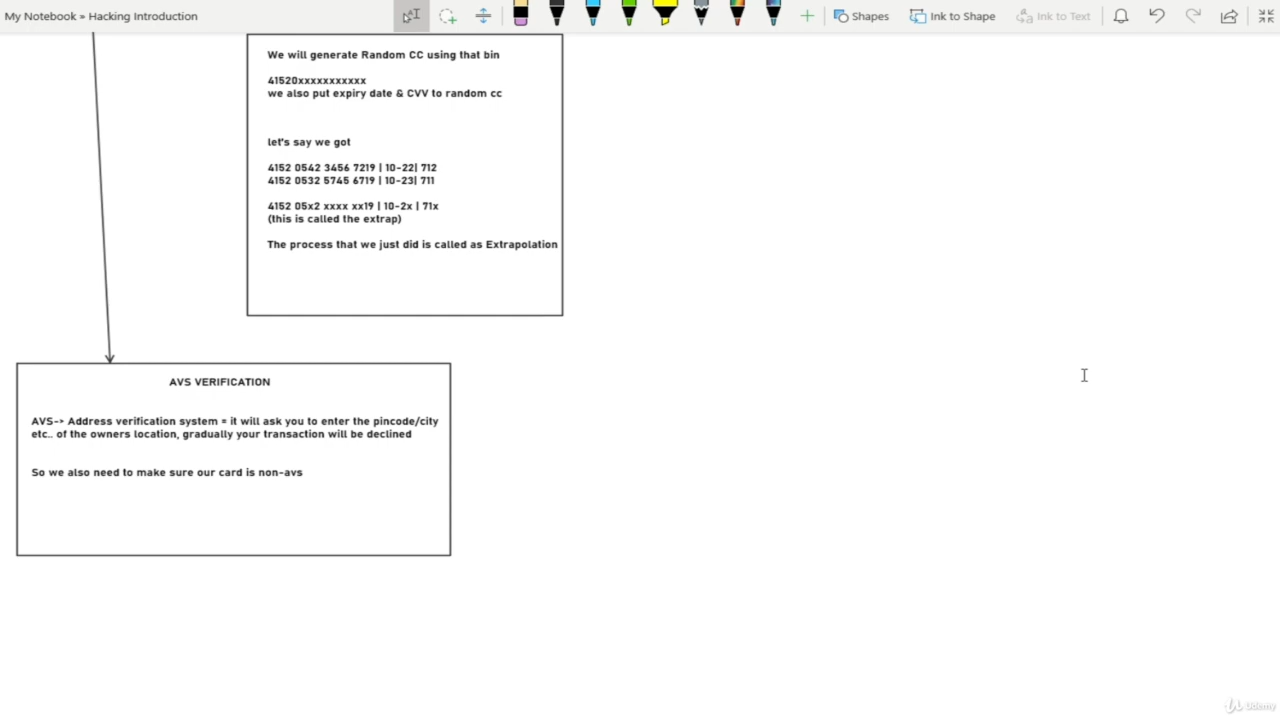 My Notebook » Hacking Introduction
Shapes
Ink to Shape
Ink to Text
We will generate Random CC using that bin
41520xxxxxxxxxxx
we also put expiry date & CVV to random cc
let's say we got
4152 0542 3456 7219 | 10-22| 712
4152 0532 5745 6719 | 10-23| 711
4152 05x2 xxxx xx19 | 10-2x | 71x
(this is called the extrap)
The process that we just did is called as Extrapolation
AVS VERIFICATION
AVS-> Address verification system = it will ask you to enter the pincode/city
etc.. of the owners location, gradually your transaction will be declined
So we also need to make sure our card is non-avs
Udemy